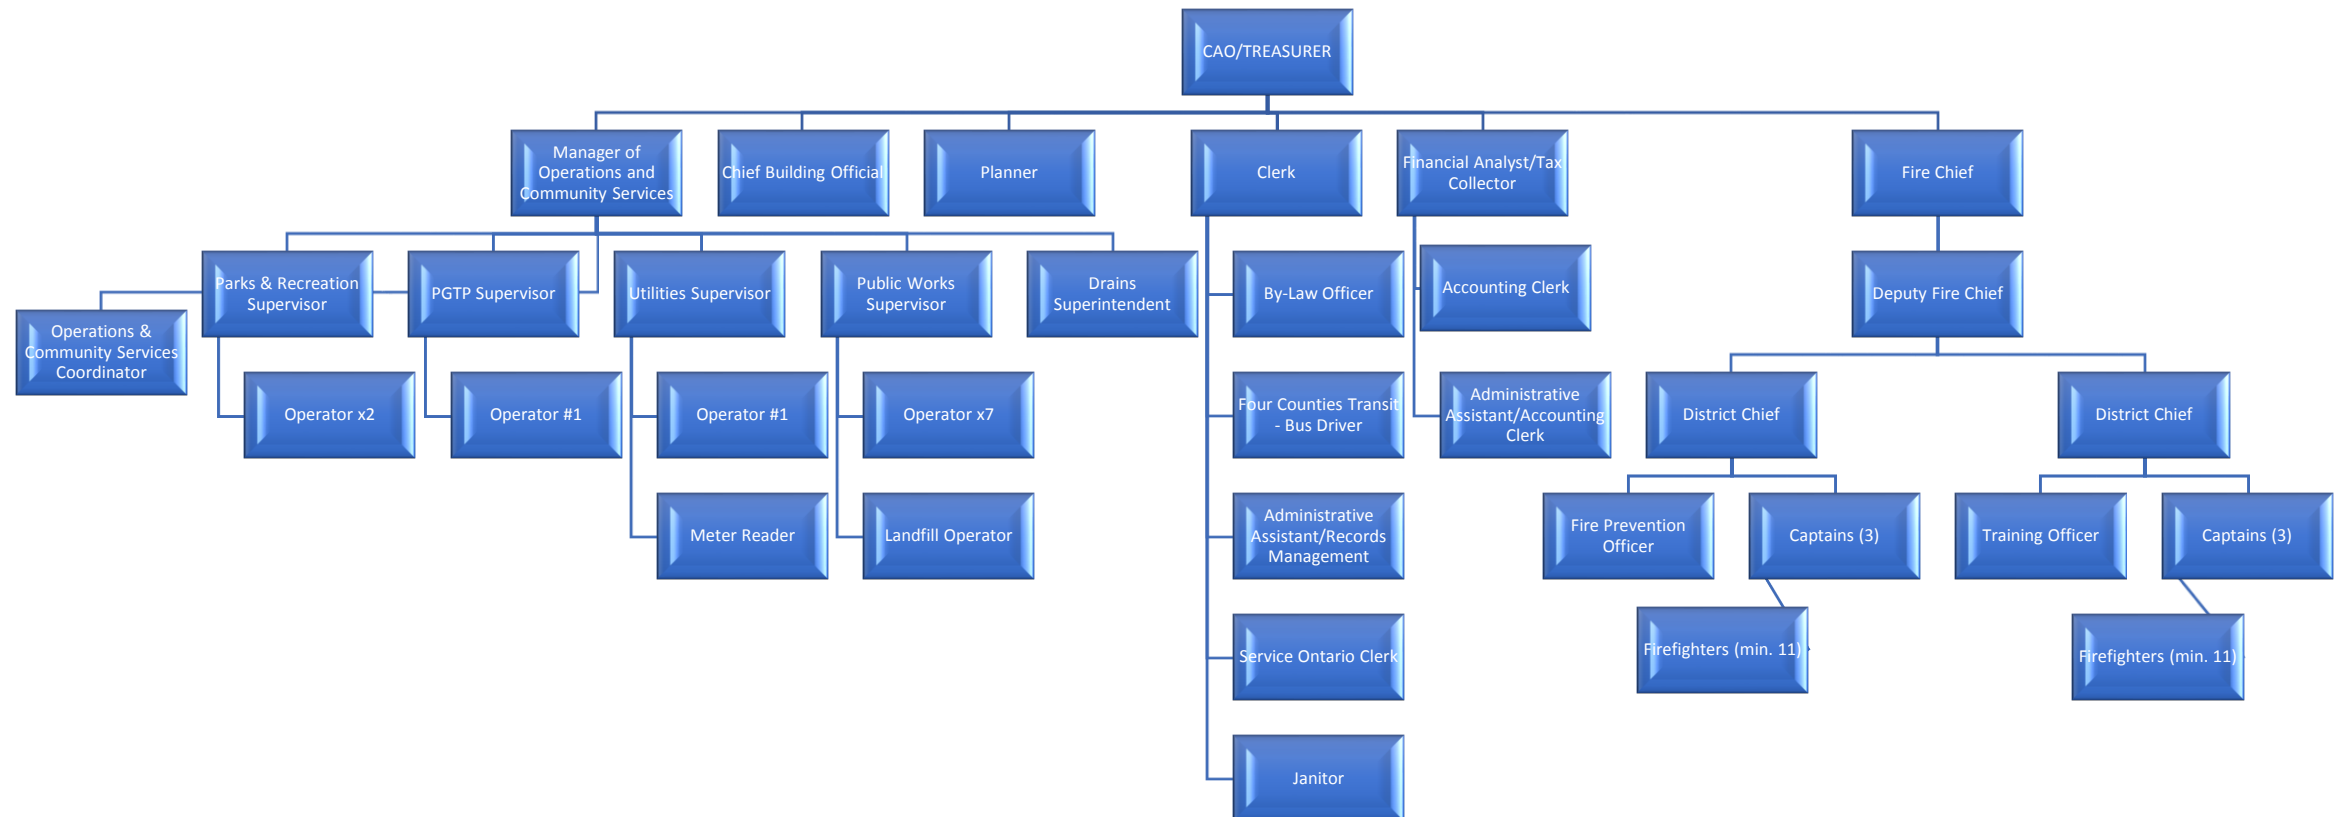 CAO/TREASURER
Manager of
Operations and
Community Services
Chief Building Official
Planner
Clerk
Financial Analyst/Tax
Collector
Fire Chief
Parks & Recreation
Supervisor
PGTP Supervisor
Utilities Supervisor
Public Works
Supervisor
Drains
Superintendent
By-Law Officer
Accounting Clerk
Deputy Fire Chief
Operations &
Community Services
Coordinator
Operator x2
Operator #1
Operator #1
Operator x7
Four Counties Transit
- Bus Driver
Administrative
Assistant/Accounting
Clerk
District Chief
District Chief
Meter Reader
Landfill Operator
Administrative
Assistant/Records
Management
Fire Prevention
Officer
Captains (3)
Training Officer
Captains (3)
Service Ontario Clerk
Firefighters (min. 11)
Firefighters (min. 11)
Janitor